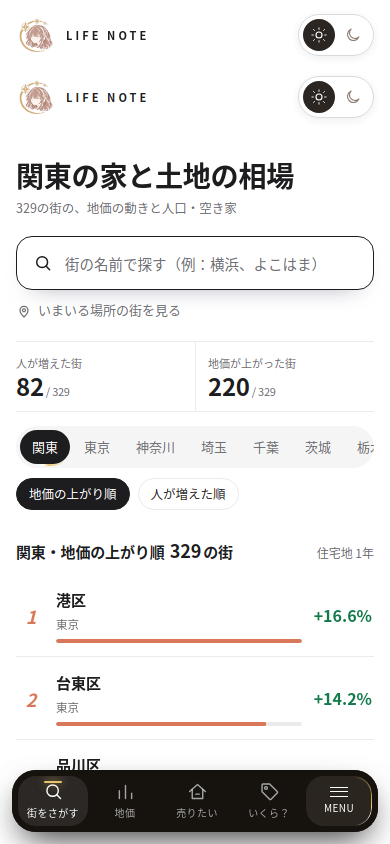 LIFE NOTE
LIFE NOTE
関東の家と土地の相場
329の街の、地価の動きと人口・空き家
街の名前で探す（例：横浜、よこはま）
いまいる場所の街を見る
人が増えた街
82 / 329
地価が上がった街
220 / 329
関東 東京 神奈川 埼玉 千葉 茨城 栃
地価の上がり順 人が増えた順
関東・地価の上がり順 329の街 住宅地 1年
1 港区 +16.6%
東京
2 台東区 +14.2%
東京
品川区
街をさがす 地価 売りたい いくら？ MENU